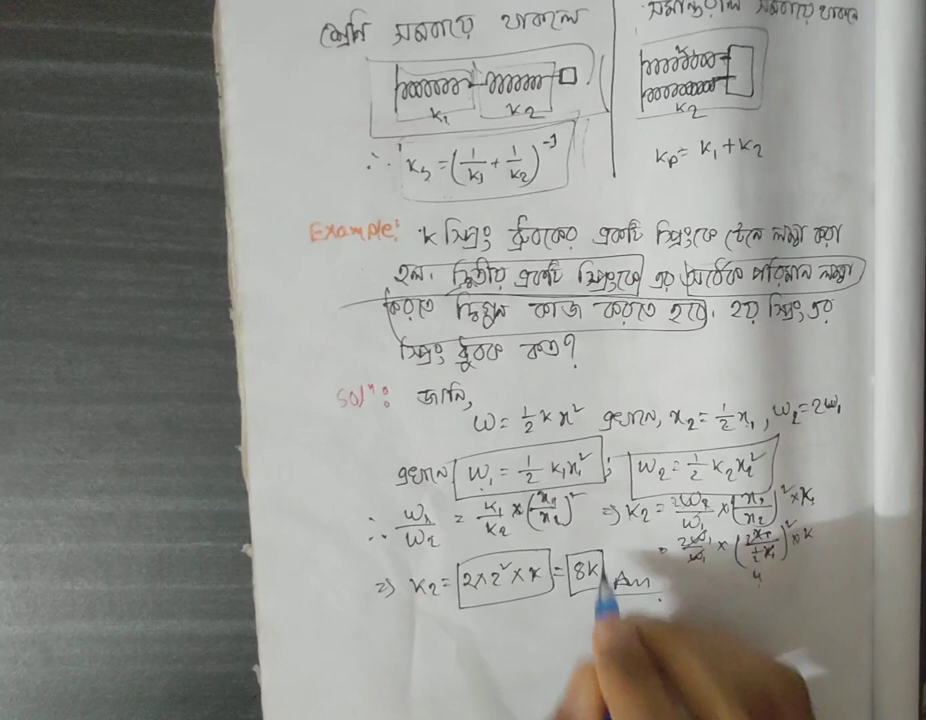 শ্রেণি সমবায়ে থাকলে
সমান্তরাল সমবায়ে থাকলে
K₁ K₂
K₂
∴ Kₛ = (1/K₁ + 1/K₂)⁻¹
Kₚ = K₁ + K₂
Example: K স্প্রিং ধ্রুবকের একটি স্প্রিংকে টেনে লম্বা করা
হল. দ্বিতীয় একটি স্প্রিংকে এর অর্ধেক পরিমান লম্বা
করতে দ্বিগুন কাজ করতে হবে. ২য় স্প্রিং এর
স্প্রিং ধ্রুবক কত?
Solⁿ: জানি,
W = 1/2 K x² এখানে, x₂ = 1/2 x₁, W₂ = 2W₁
এখানে W₁ = 1/2 K₁x₁² ; W₂ = 1/2 K₂x₂²
∴ W₁/W₂ = K₁/K₂ × (x₁/x₂)² ⇒ K₂ = 2W₂/W₁ × (x₁/x₂)² × K₁
⇒ K₂ = 2×2²×K = 8K Ans.